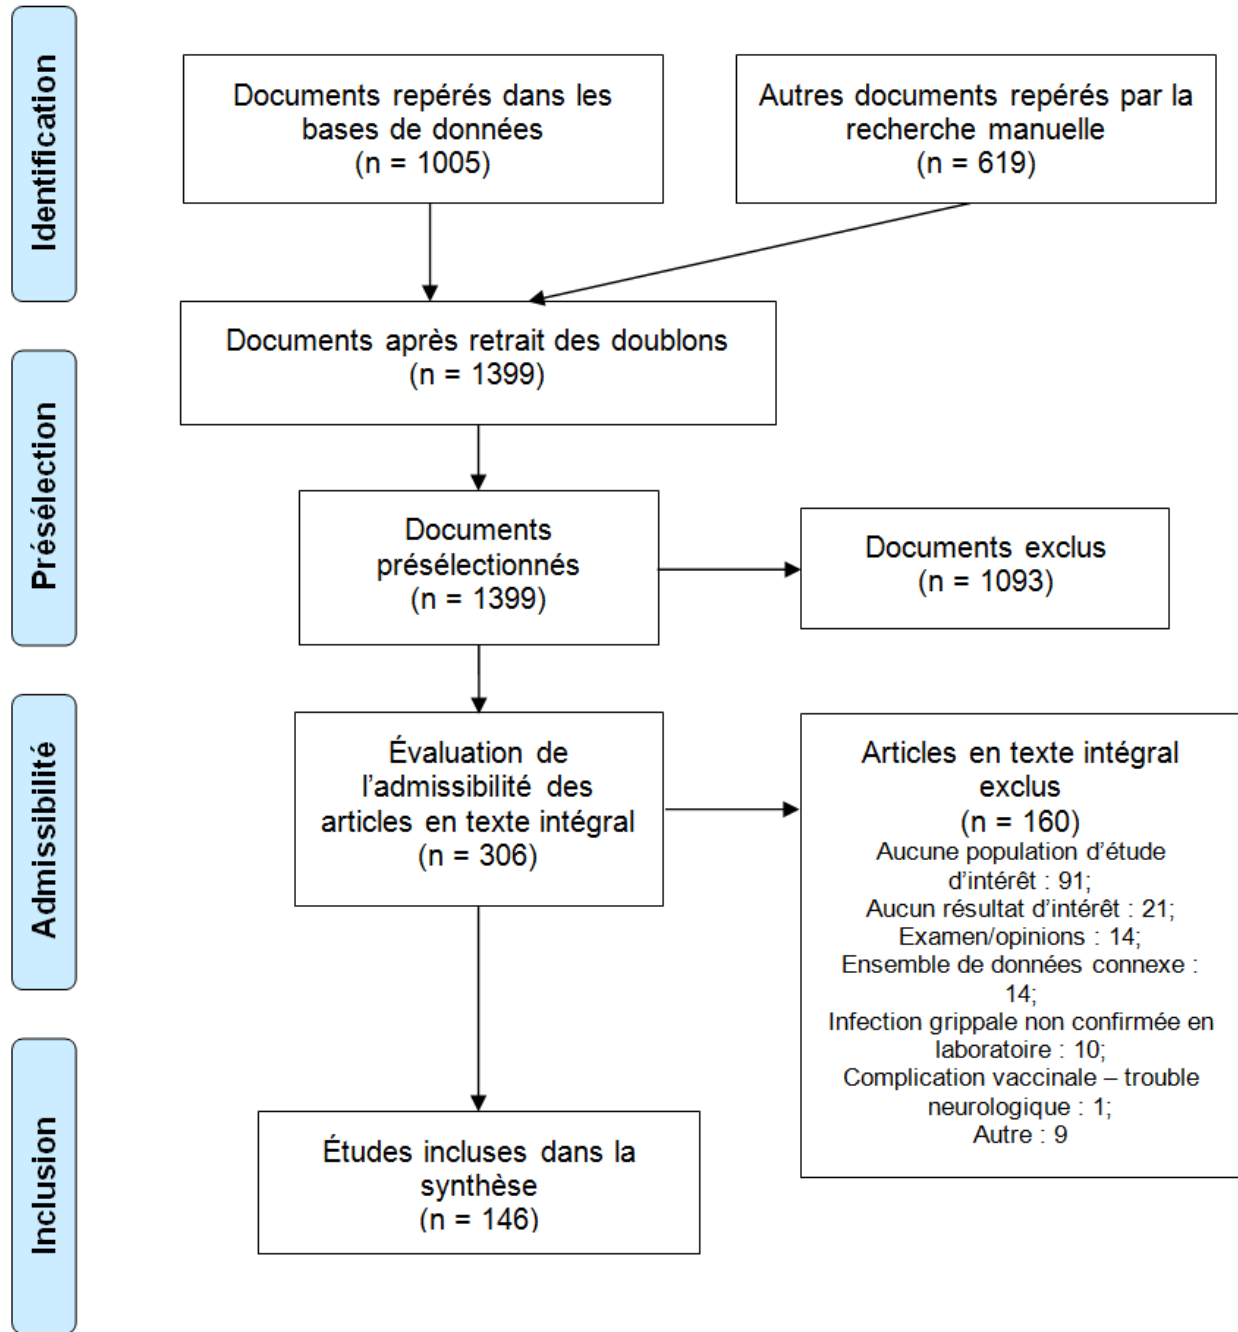 Identification
Documents repérés dans les
bases de données
(n = 1005)
Autres documents repérés par la
recherche manuelle
(n = 619)
Documents après retrait des doublons
(n = 1399)
Présélection
Documents
présélectionnés
(n = 1399)
Documents exclus
(n = 1093)
Admissibilité
Évaluation de
l’admissibilité des
articles en texte intégral
(n = 306)
Articles en texte intégral
exclus
(n = 160)
Aucune population d’étude
d’intérêt : 91;
Aucun résultat d’intérêt : 21;
Examen/opinions : 14;
Ensemble de données connexe :
14;
Infection grippale non confirmée en
laboratoire : 10;
Complication vaccinale – trouble
neurologique : 1;
Autre : 9
Inclusion
Études incluses dans la
synthèse
(n = 146)